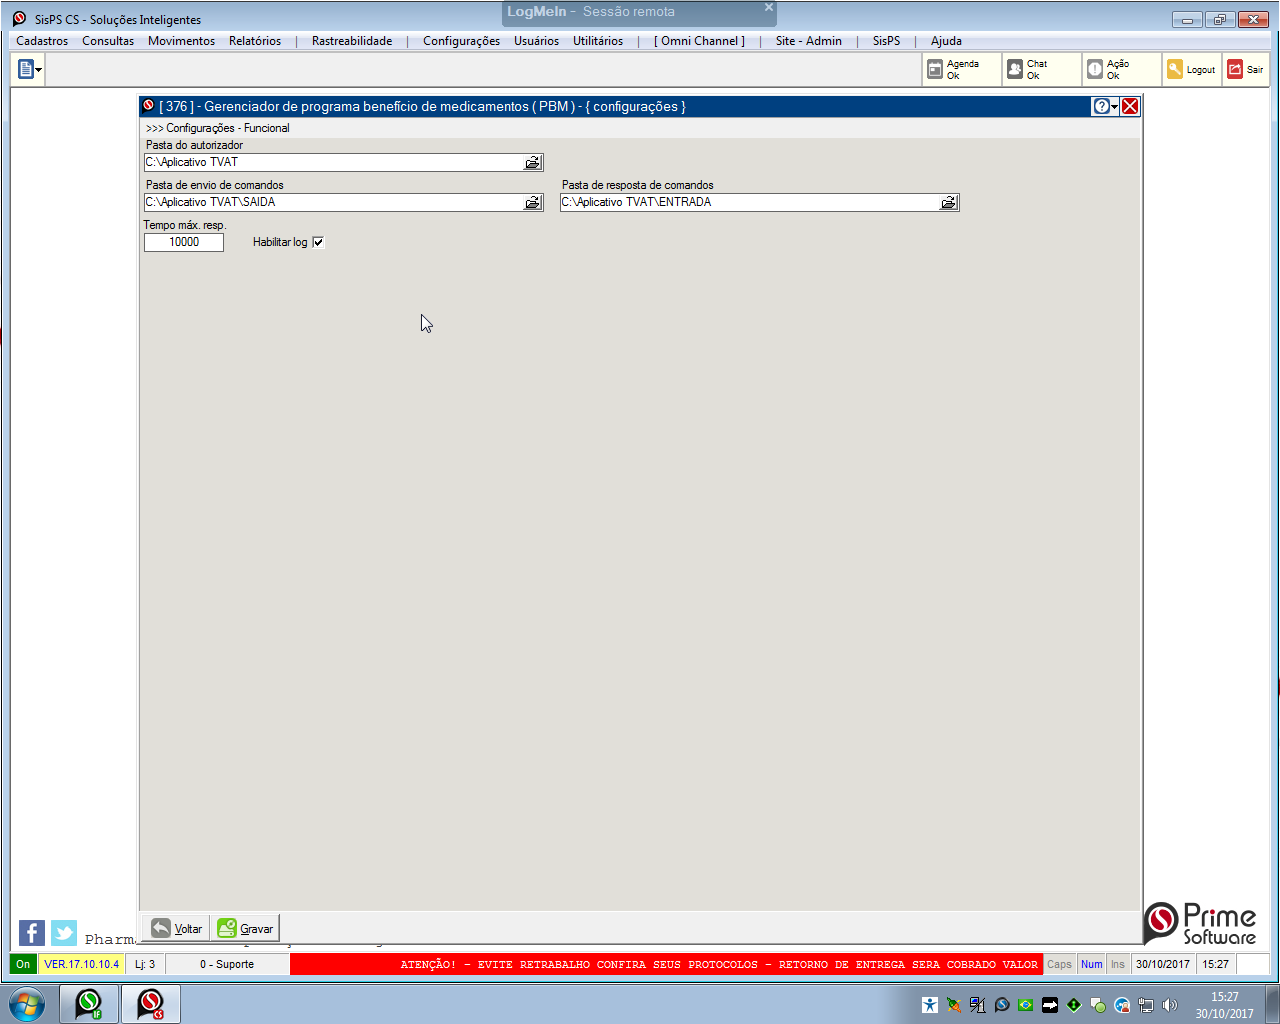 LogMeIn - Sessão remota
SisPS CS - Soluções Inteligentes
Cadastros Consultas Movimentos Relatórios | Rastreabilidade | Configurações Usuários Utilitários | [ Omni Channel ] | Site - Admin | SisPS | Ajuda
Agenda Ok
Chat Ok
Ação Ok
Logout
Sair
[ 376 ] - Gerenciador de programa benefício de medicamentos ( PBM ) - { configurações }
>>> Configurações - Funcional
Pasta do autorizador
C:\Aplicativo TVAT
Pasta de envio de comandos Pasta de resposta de comandos
C:\Aplicativo TVAT\SAIDA C:\Aplicativo TVAT\ENTRADA
Tempo máx. resp.
10000 Habilitar log
Voltar Gravar
Pharm
Prime Software
On VER.17.10.10.4 Lj: 3 0 - Suporte ATENÇÃO! - EVITE RETRABALHO CONFIRA SEUS PROTOCOLOS - RETORNO DE ENTREGA SERA COBRADO VALOR Caps Num Ins 30/10/2017 15:27
15:27
30/10/2017